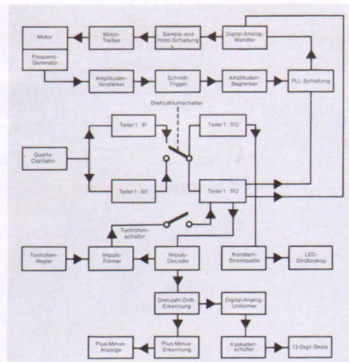 Motor
Motor-
Treiber
Sample-and
Hold-Schaltung
Digital-Analog-
Wandler
Frequenz-
Generator
Amplituden-
Verstärker
Schmitt-
Trigger
Amplituden-
Begrenzer
PLL-Schaltung
Drehzahlumschalter
Teiler 1 : 81
Teiler 1 : 512
Quartz-
Oszillator
Teiler 1 : 60
Teiler 1 : 512
Tonhöhen-
schalter
Tonhöhen-
Regler
Impuls-
Former
Impuls-
Decoder
Konstant-
Stromquelle
LED-
Stroboskop
Drehzahl-Drift-
Erkennung
Digital-Analog-
Umformer
Plus-Minus-
Anzeige
Plus-Minus-
Erkennung
Kaskaden-
schalter
13-Digit-Skala